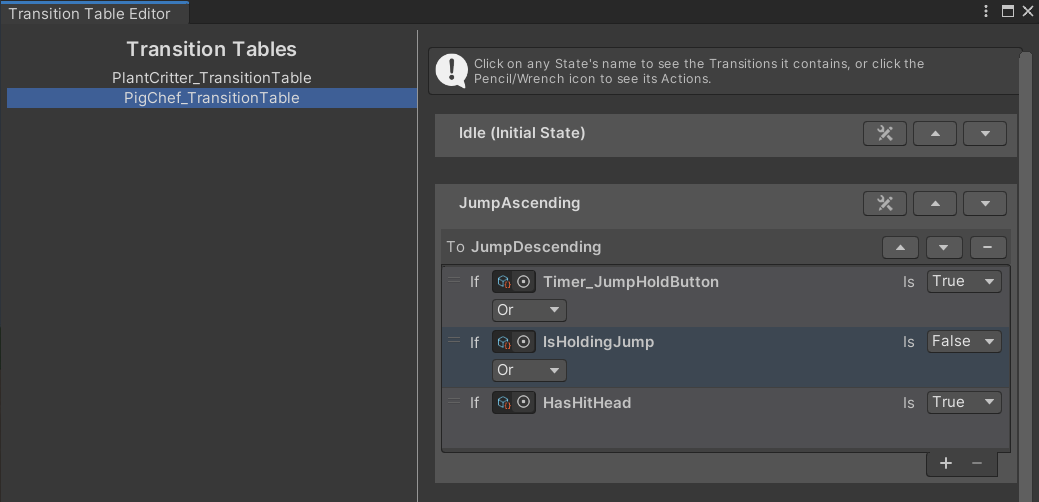 Transition Table Editor
Transition Tables
PlantCritter_TransitionTable
PigChef_TransitionTable
Click on any State's name to see the Transitions it contains, or click the
Pencil/Wrench icon to see its Actions.
Idle (Initial State)
JumpAscending
To JumpDescending
If Timer_JumpHoldButton Is True
Or
If IsHoldingJump Is False
Or
If HasHitHead Is True